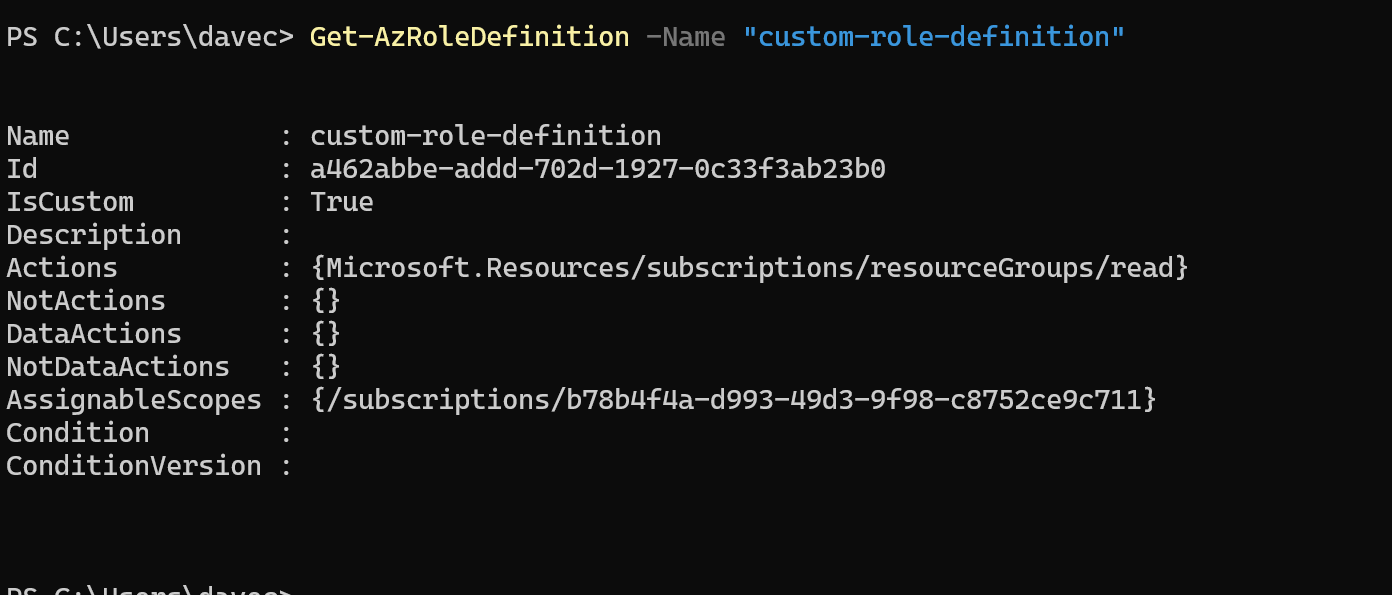 PS C:\Users\davec> Get-AzRoleDefinition -Name "custom-role-definition"
Name             : custom-role-definition
Id               : a462abbe-addd-702d-1927-0c33f3ab23b0
IsCustom         : True
Description      :
Actions          : {Microsoft.Resources/subscriptions/resourceGroups/read}
NotActions       : {}
DataActions      : {}
NotDataActions   : {}
AssignableScopes : {/subscriptions/b78b4f4a-d993-49d3-9f98-c8752ce9c711}
Condition        :
ConditionVersion :
PS C:\Users\davec>